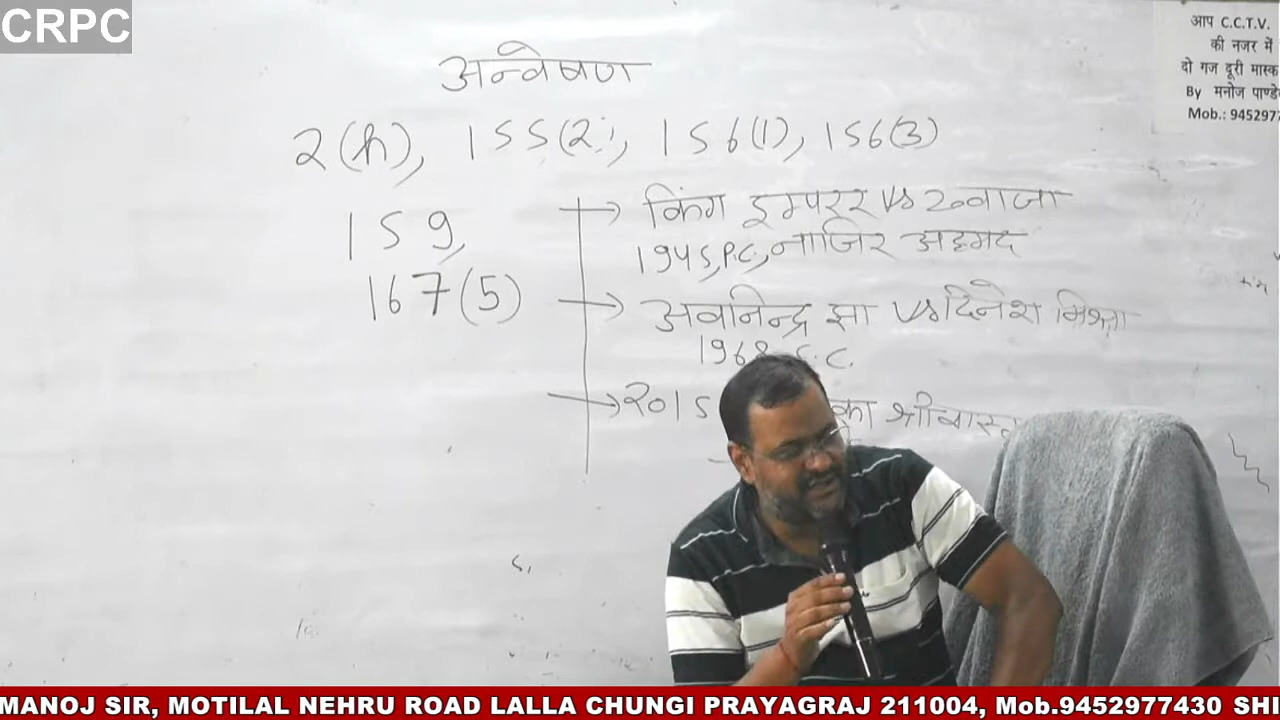 CRPC
आप C.C.T.V.
की नजर में
दो गज दूरी मास्क
By मनोज पाण्डे
Mob.: 9452977
अन्वेषण
2(h), 155(2), 156(1), 156(3)
159,
167(5)
→ किंग इम्परर VS ख्वाजा
1945, P.C., नाजिर अहमद
→ अवनिन्द्र झा VS दिनेश मिश्रा
1968 S.C.
→ 2015 का श्रीवास्त
MANOJ SIR, MOTILAL NEHRU ROAD LALLA CHUNGI PRAYAGRAJ 211004, Mob.9452977430 SHI